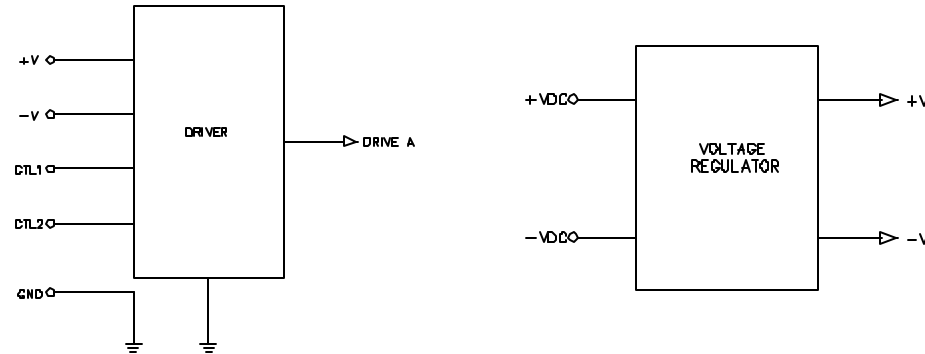 +V
-V
CTL1
CTL2
GND
DRIVER
DRIVE A
+VDC
-VDC
VOLTAGE
REGULATOR
+V
-V